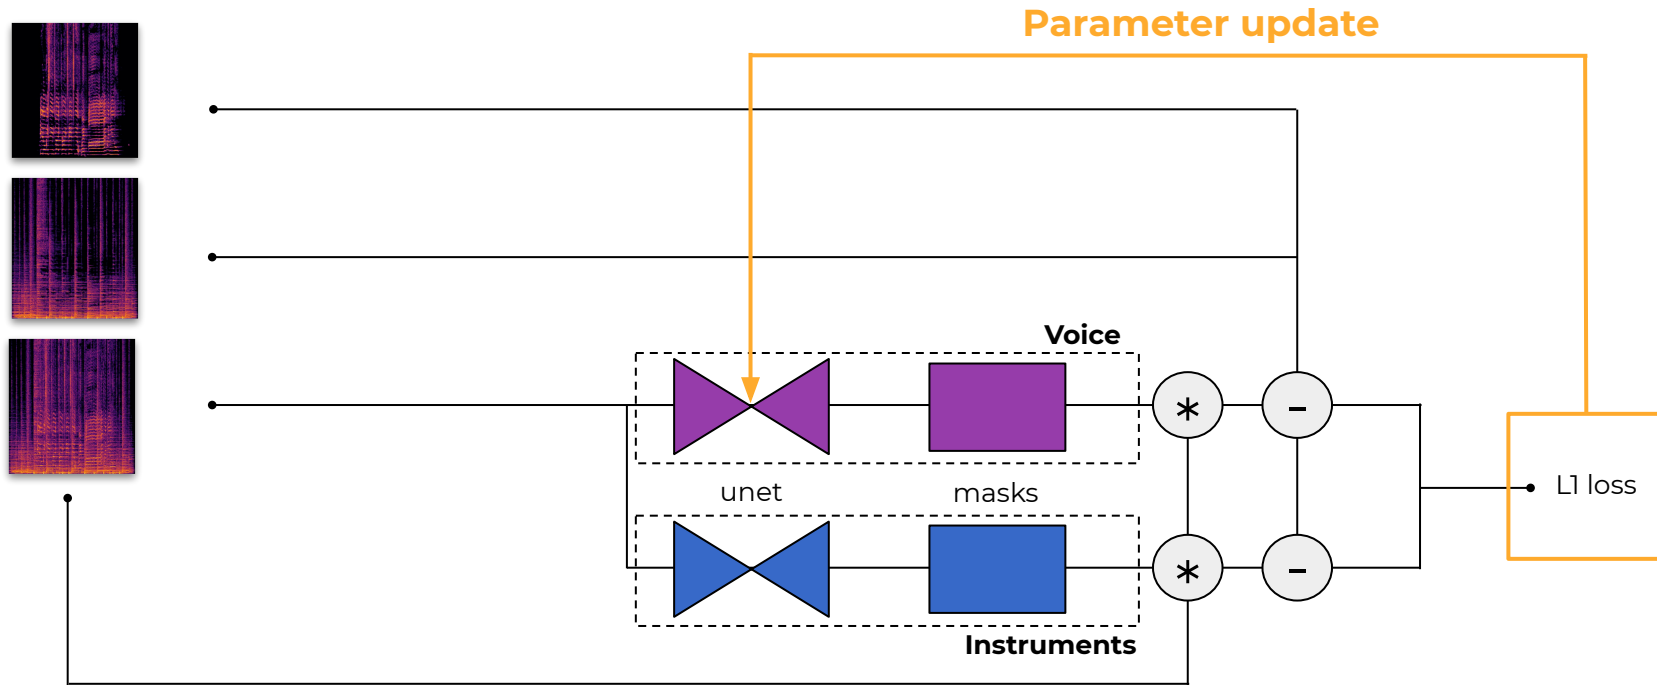 Parameter update
Voice
* -
unet masks
L1 loss
* -
Instruments